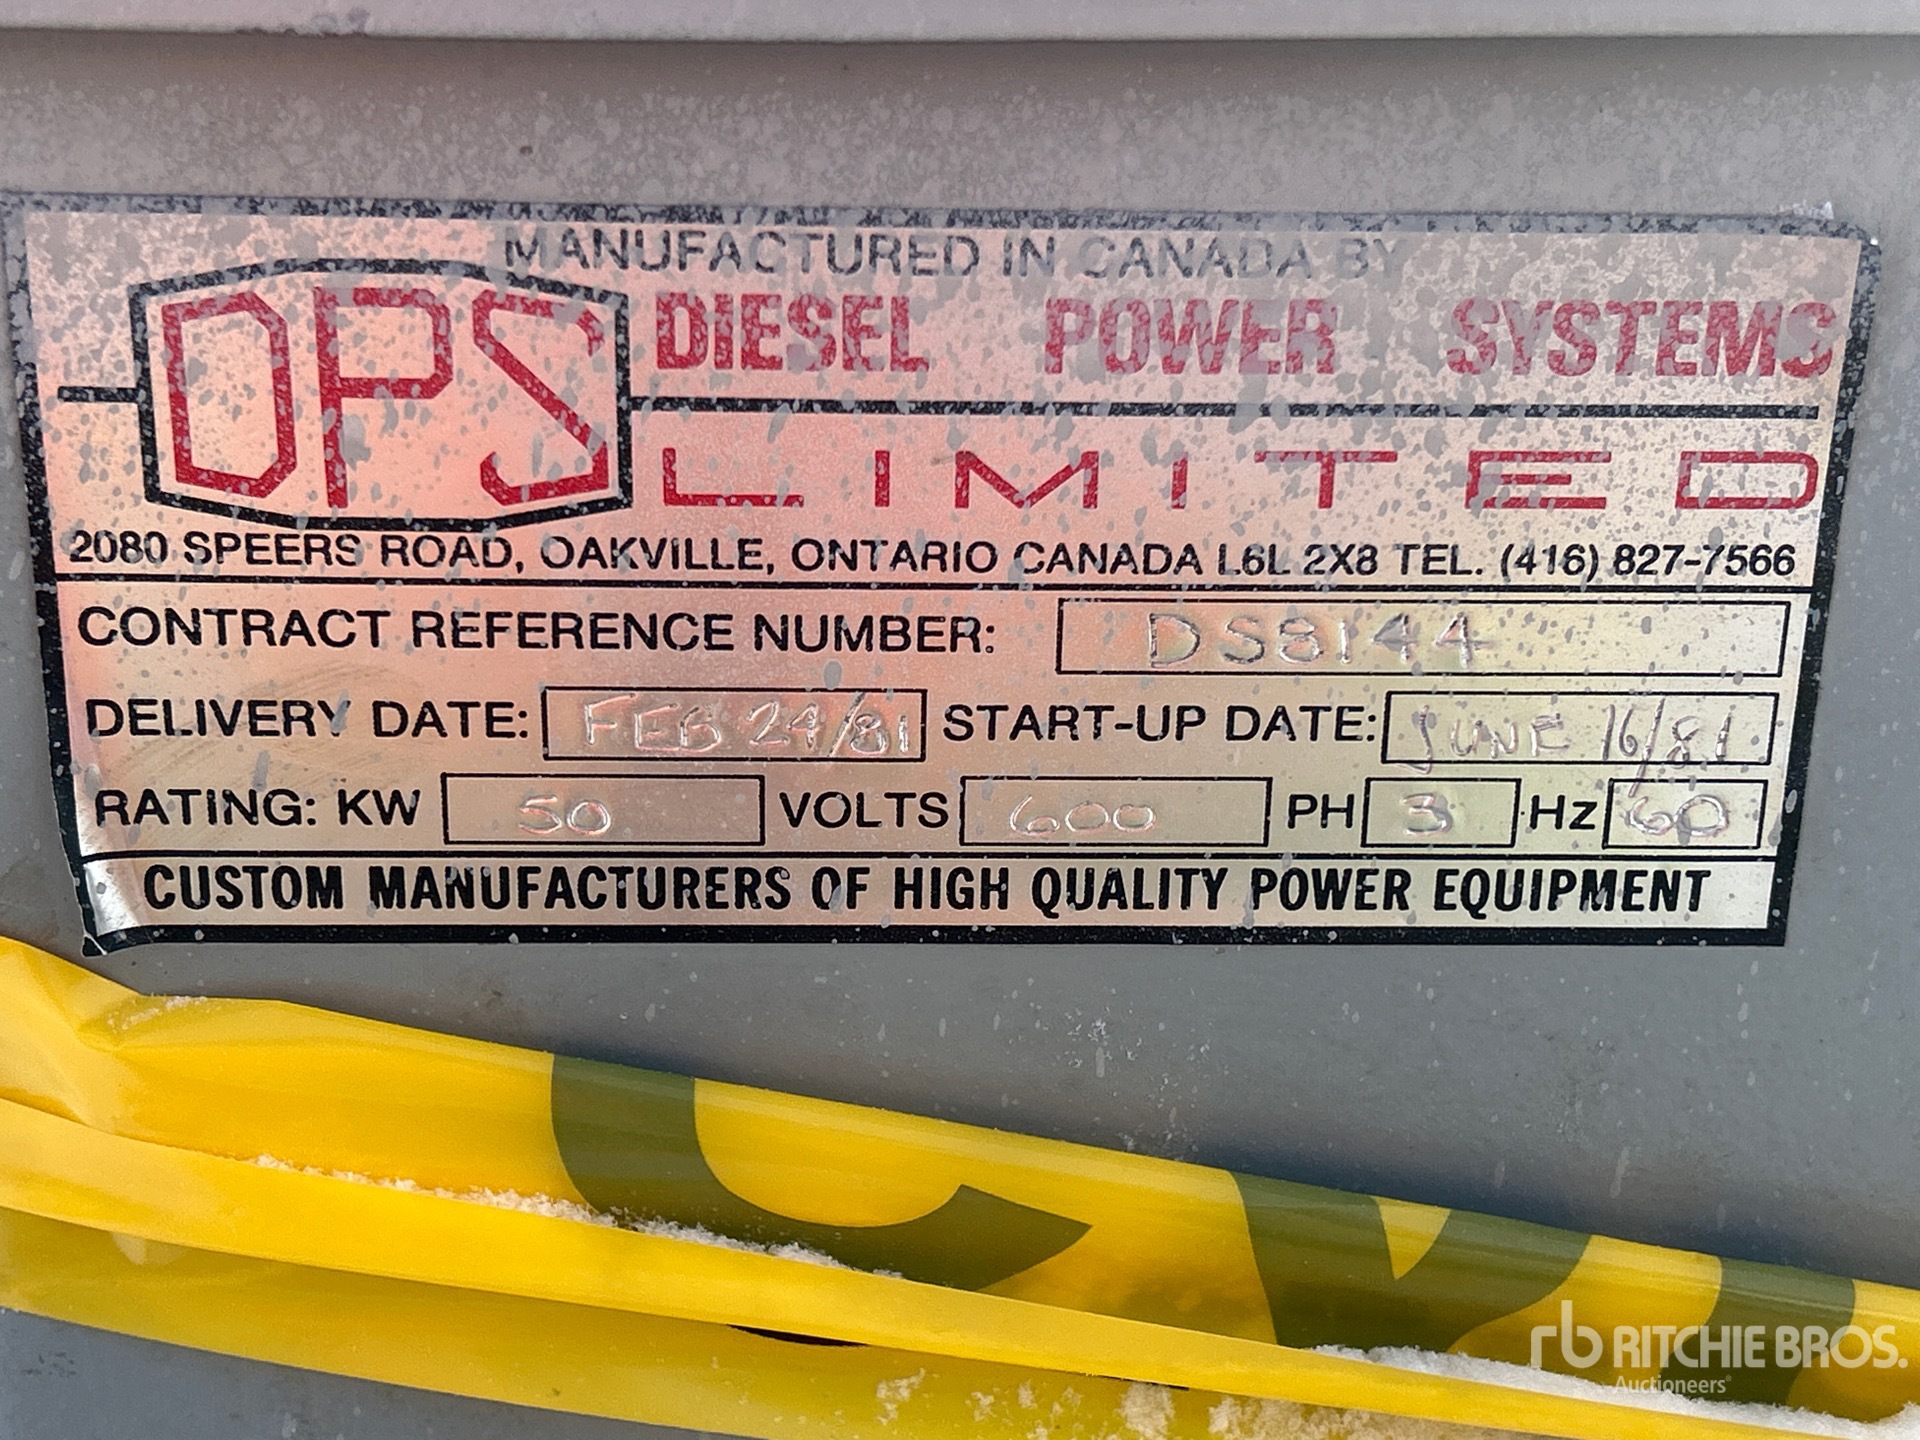 MANUFACTURED IN CANADA BY
DPS DIESEL POWER SYSTEMS
LIMITED
2080 SPEERS ROAD, OAKVILLE, ONTARIO CANADA L6L 2X8 TEL. (416) 827-7566
CONTRACT REFERENCE NUMBER: DS8144
DELIVERY DATE: FEB 24/81 START-UP DATE: JUNE 16/81
RATING: KW 50 VOLTS 600 PH 3 Hz 60
CUSTOM MANUFACTURERS OF HIGH QUALITY POWER EQUIPMENT
rb RITCHIE BROS.
Auctioneers